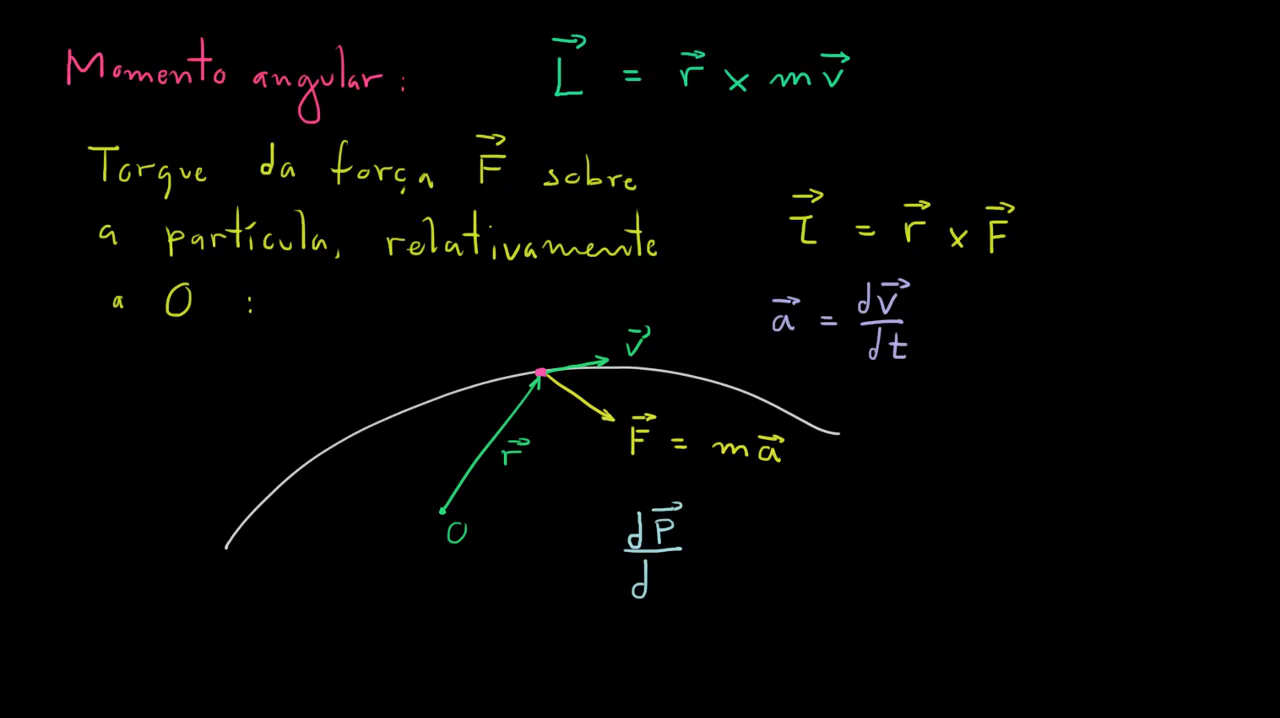 Momento angular: L⃗ = r⃗ × mv⃗
Torque da força F⃗ sobre
a partícula, relativamente τ⃗ = r⃗ × F⃗
a O :
a⃗ = dv⃗/dt
v⃗
F⃗ = ma⃗
r⃗
O
dP⃗/d